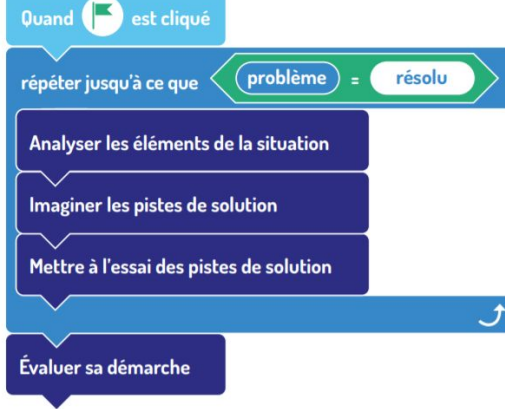 Quand est cliqué
répéter jusqu'à ce que problème = résolu
Analyser les éléments de la situation
Imaginer les pistes de solution
Mettre à l'essai des pistes de solution
Évaluer sa démarche